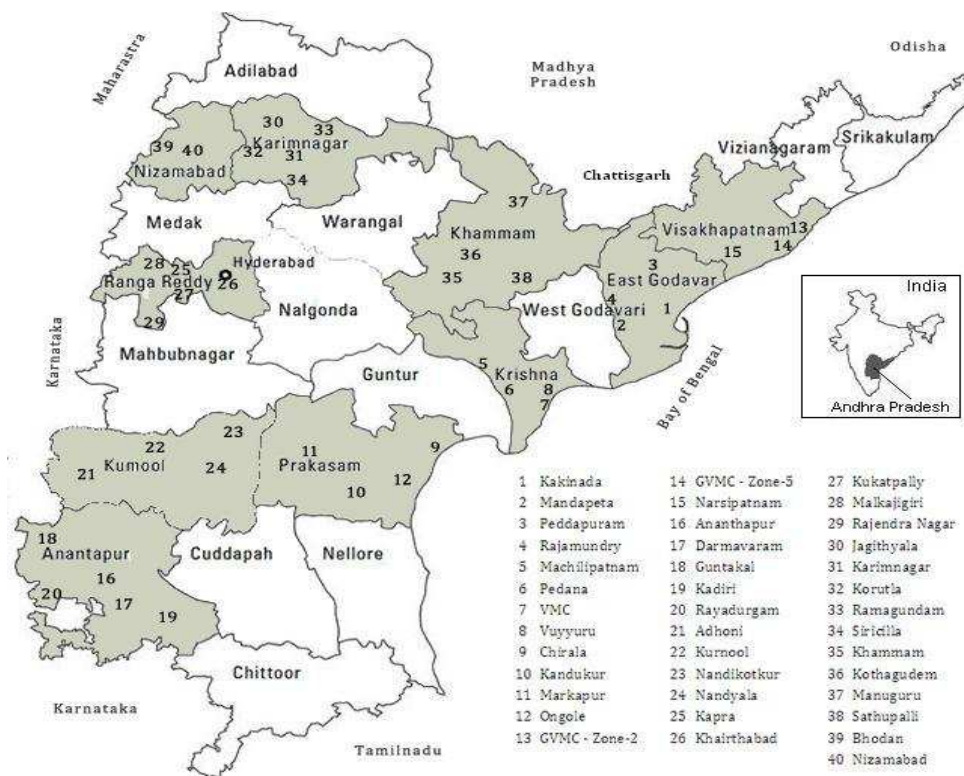 Odisha
Maharastra
Adilabad
Madhya
Pradesh
30
33
Srikakulam
39
40
32
31
Karimnagar
Vizianagaram
Nizamabad
34
Chattisgarh
37
Medak
Warangal
Khammam
Visakhapatnam
13
14
15
36
28
25
Hyderabad
3
Ranga Reddy
26
35
38
East Godavar
27
Nalgonda
West Godavari
4
1
India
29
2
Mahbubnagar
Karnataka
Guntur
5
Krishna
6
8
7
Bay of Bengal
Andhra Pradesh
23
22
11
9
21
Kumool
24
Prakasam
12
10
18
Anantapur
Cuddapah
Nellore
16
20
17
19
Chittoor
Karnataka
Tamilnadu
1 Kakinada
2 Mandapeta
3 Peddapuram
4 Rajamundry
5 Machilipatnam
6 Pedana
7 VMC
8 Vuyyuru
9 Chirala
10 Kandukur
11 Markapur
12 Ongole
13 GVMC - Zone-2
14 GVMC - Zone-5
15 Narsipatnam
16 Ananthapur
17 Darmavaram
18 Guntakal
19 Kadiri
20 Rayadurgam
21 Adhoni
22 Kurnool
23 Nandikotkur
24 Nandyala
25 Kapra
26 Khairthabad
27 Kukatpally
28 Malkajigiri
29 Rajendra Nagar
30 Jagithyala
31 Karimnagar
32 Korutla
33 Ramagundam
34 Siricilla
35 Khammam
36 Kothagudem
37 Manuguru
38 Sathupalli
39 Bhodan
40 Nizamabad